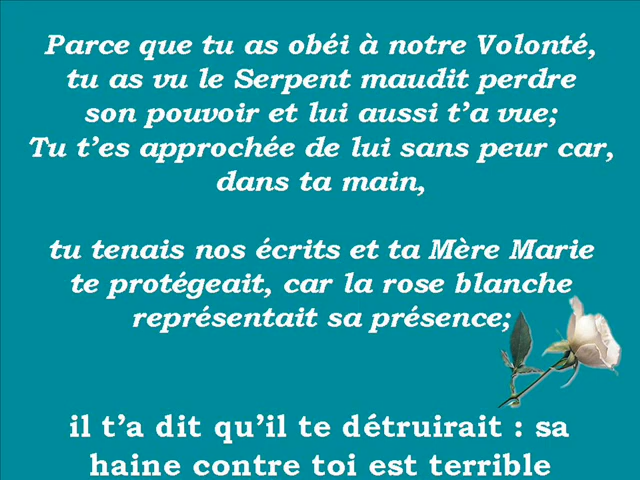 Parce que tu as obéi à notre Volonté,
tu as vu le Serpent maudit perdre
son pouvoir et lui aussi t'a vue;
Tu t'es approchée de lui sans peur car,
dans ta main,
tu tenais nos écrits et ta Mère Marie
te protégeait, car la rose blanche
représentait sa présence;
il t'a dit qu'il te détruirait : sa
haine contre toi est terrible